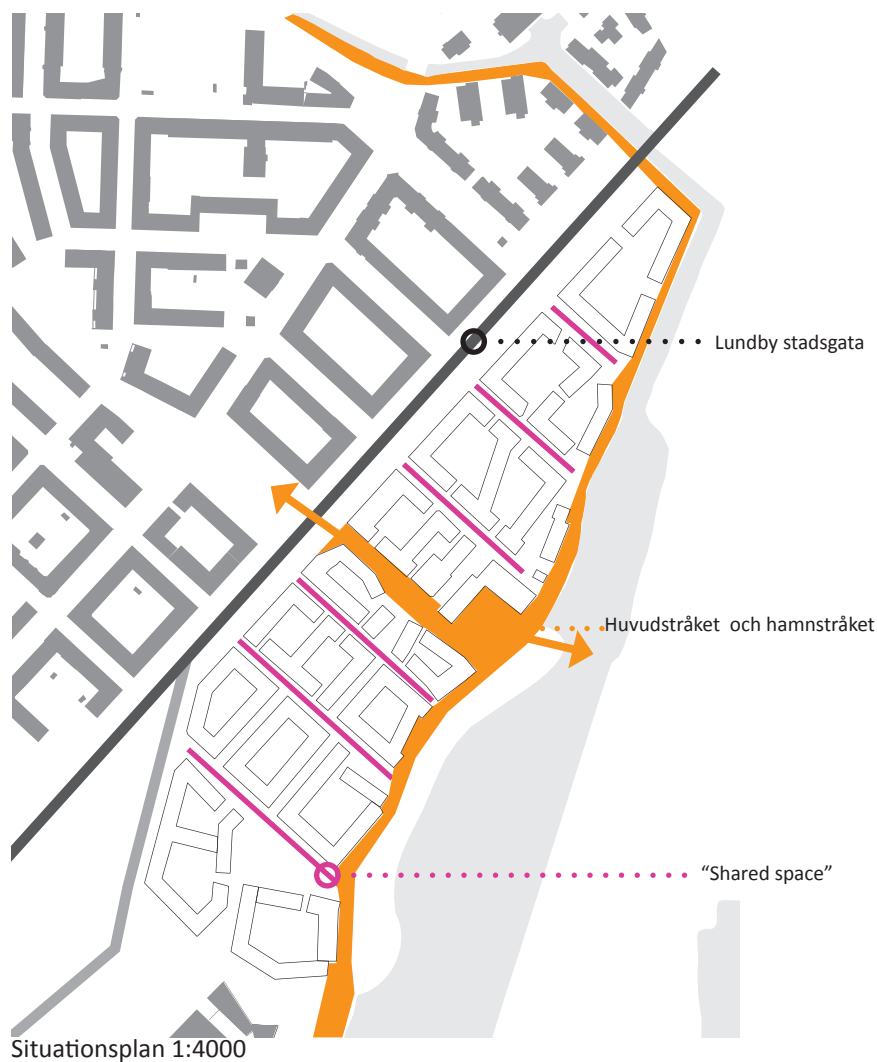 Lundby stadsgata
Huvudstråket och hamnstråket
“Shared space”
Situationsplan 1:4000